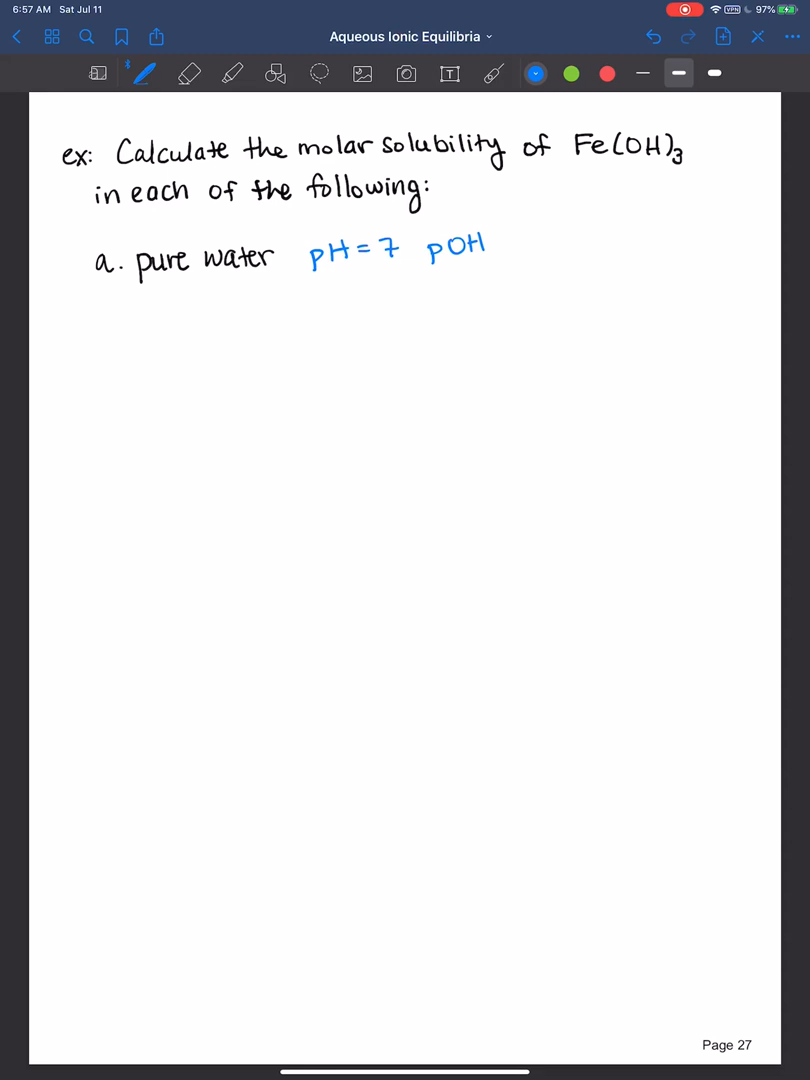 6:57 AM Sat Jul 11 VPN 97%
Aqueous Ionic Equilibria
T
ex: Calculate the molar solubility of Fe(OH)₃
in each of the following:
a. pure water pH = 7 pOH
Page 27